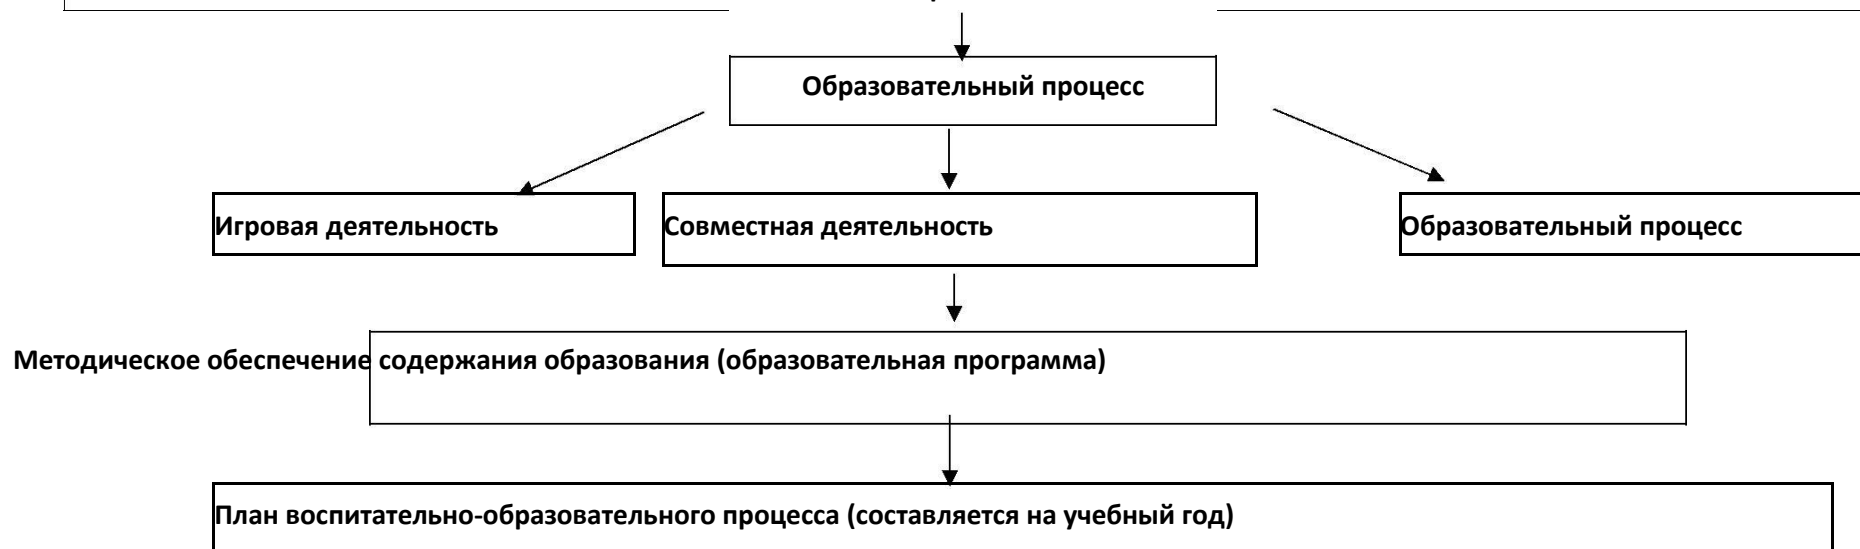 Образовательный процесс
Игровая деятельность
Совместная деятельность
Образовательный процесс
Методическое обеспечение содержания образования (образовательная программа)
План воспитательно-образовательного процесса (составляется на учебный год)